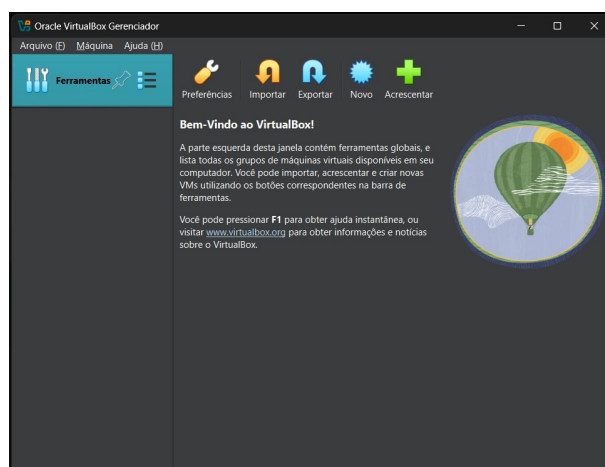 Oracle VirtualBox Gerenciador
Arquivo (F) Máquina Ajuda (H)
Ferramentas
Preferências Importar Exportar Novo Acrescentar
Bem-Vindo ao VirtualBox!
A parte esquerda desta janela contém ferramentas globais, e
lista todas os grupos de máquinas virtuais disponíveis em seu
computador. Você pode importar, acrescentar e criar novas
VMs utilizando os botões correspondentes na barra de
ferramentas.
Você pode pressionar F1 para obter ajuda instantânea, ou
visitar www.virtualbox.org para obter informações e notícias
sobre o VirtualBox.